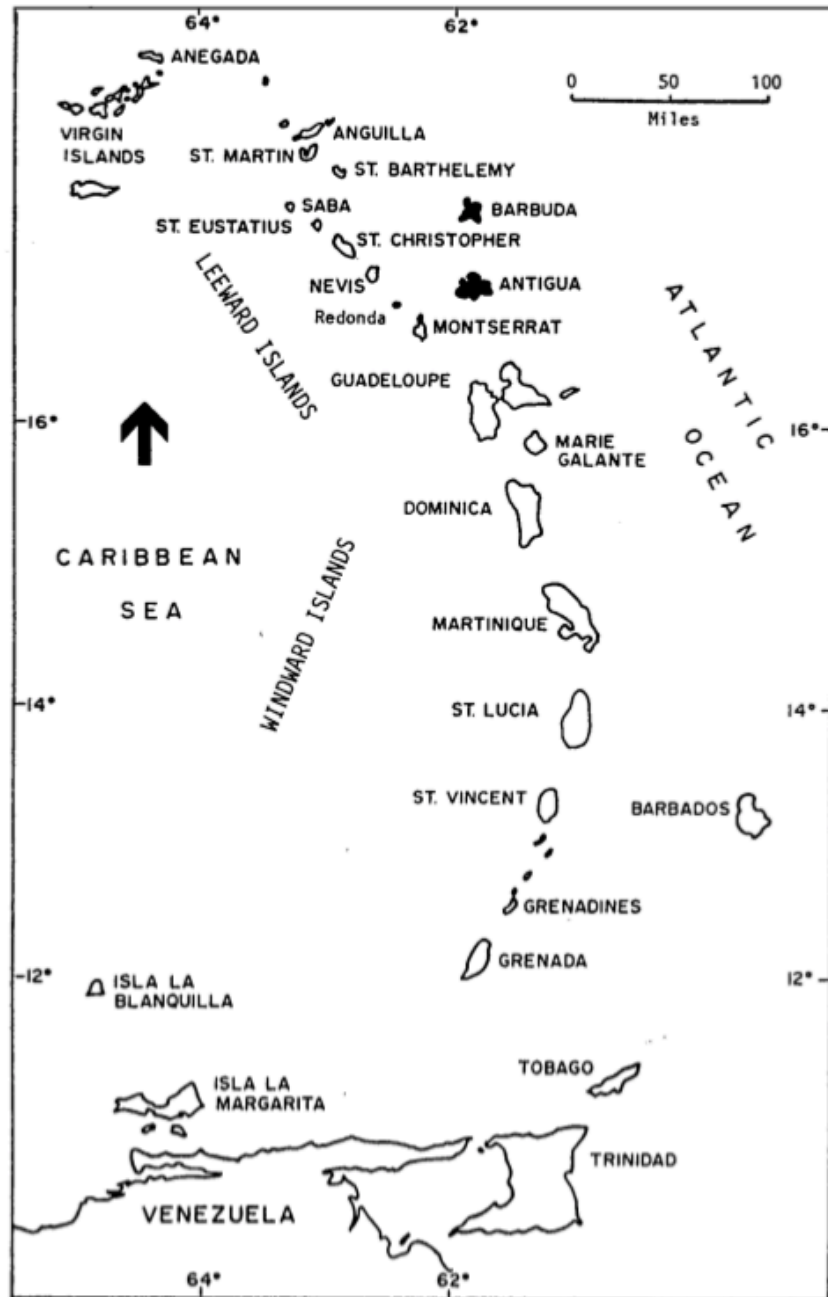 64°
62°
ANEGADA
0 50 100
Miles
VIRGIN
ISLANDS
ANGUILLA
ST. MARTIN
ST. BARTHELEMY
SABA
BARBUDA
ST. EUSTATIUS
ST. CHRISTOPHER
NEVIS
ANTIGUA
Redonda
MONTSERRAT
LEEWARD ISLANDS
ATLANTIC
OCEAN
GUADELOUPE
16°
16°
MARIE
GALANTE
DOMINICA
CARIBBEAN
SEA
WINDWARD ISLANDS
MARTINIQUE
14°
14°
ST. LUCIA
ST. VINCENT
BARBADOS
GRENADINES
GRENADA
12°
12°
ISLA LA
BLANQUILLA
TOBAGO
ISLA LA
MARGARITA
TRINIDAD
VENEZUELA
64°
62°